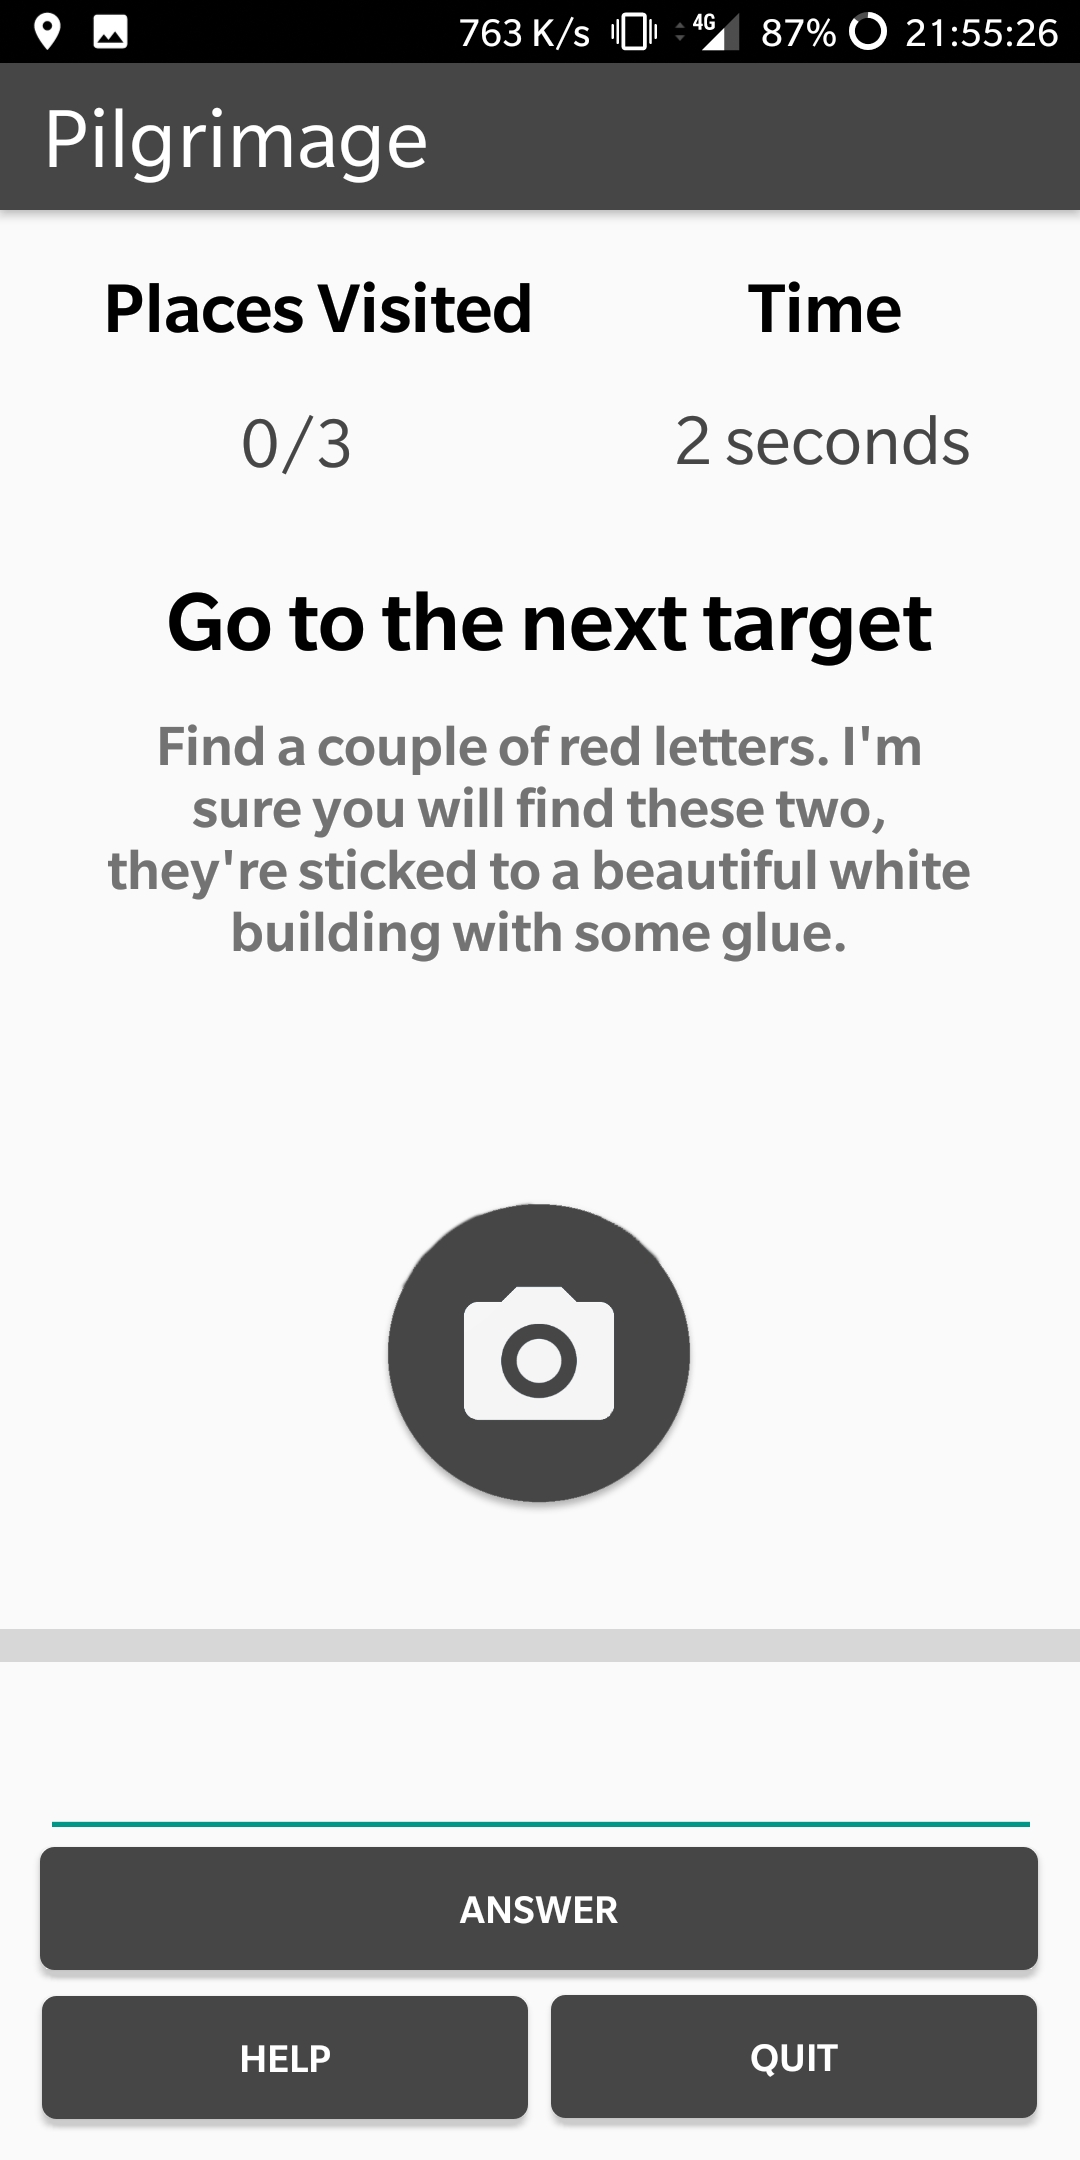 763 K/s 4G 87% 21:55:26
Pilgrimage
Places Visited Time
0/3 2 seconds
Go to the next target
Find a couple of red letters. I'm
sure you will find these two,
they're sticked to a beautiful white
building with some glue.
ANSWER
HELP QUIT